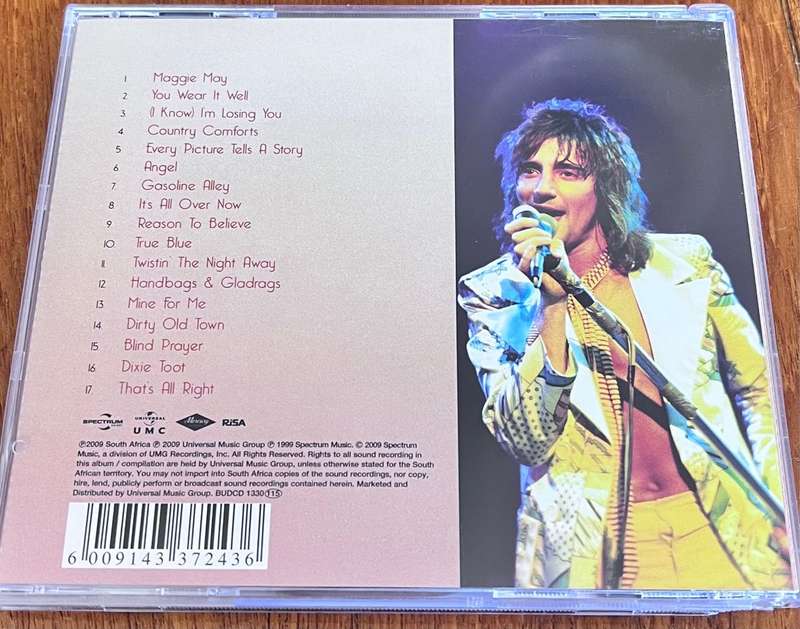 1 Maggie May
2 You Wear It Well
3 (I Know) I'm Losing You
4 Country Comforts
5 Every Picture Tells A Story
6 Angel
7 Gasoline Alley
8 It's All Over Now
9 Reason To Believe
10 True Blue
11 Twistin' The Night Away
12 Handbags & Gladrags
13 Mine For Me
14 Dirty Old Town
15 Blind Prayer
16 Dixie Toot
17 That's All Right
SPECTRUM UNIVERSAL UMC Mercury RiSA
℗2009 South Africa ℗ 2009 Universal Music Group ℗ 1999 Spectrum Music. © 2009 Spectrum
Music, a division of UMG Recordings, Inc. All Rights Reserved. Rights to all sound recording in
this album / compilation are held by Universal Music Group, unless otherwise stated for the South
African territory. You may not import into South Africa copies of the sound recordings, nor copy,
hire, lend, publicly perform or broadcast sound recordings contained herein. Marketed and
Distributed by Universal Music Group. BUDCD 1330 115
6 009143 372436